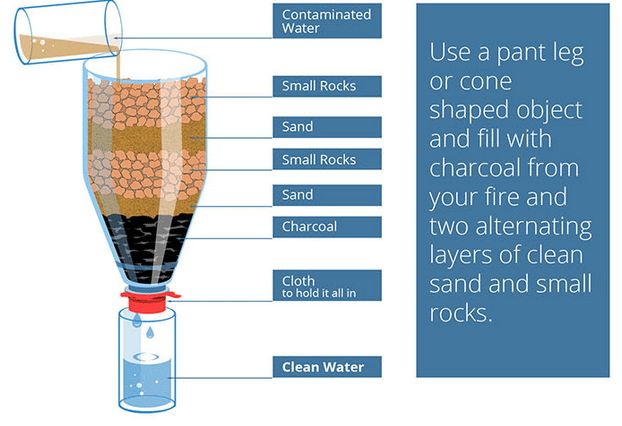 Contaminated
Water
Small Rocks
Sand
Small Rocks
Sand
Charcoal
Cloth
to hold it all in
Clean Water
Use a pant leg
or cone
shaped object
and fill with
charcoal from
your fire and
two alternating
layers of clean
sand and small
rocks.